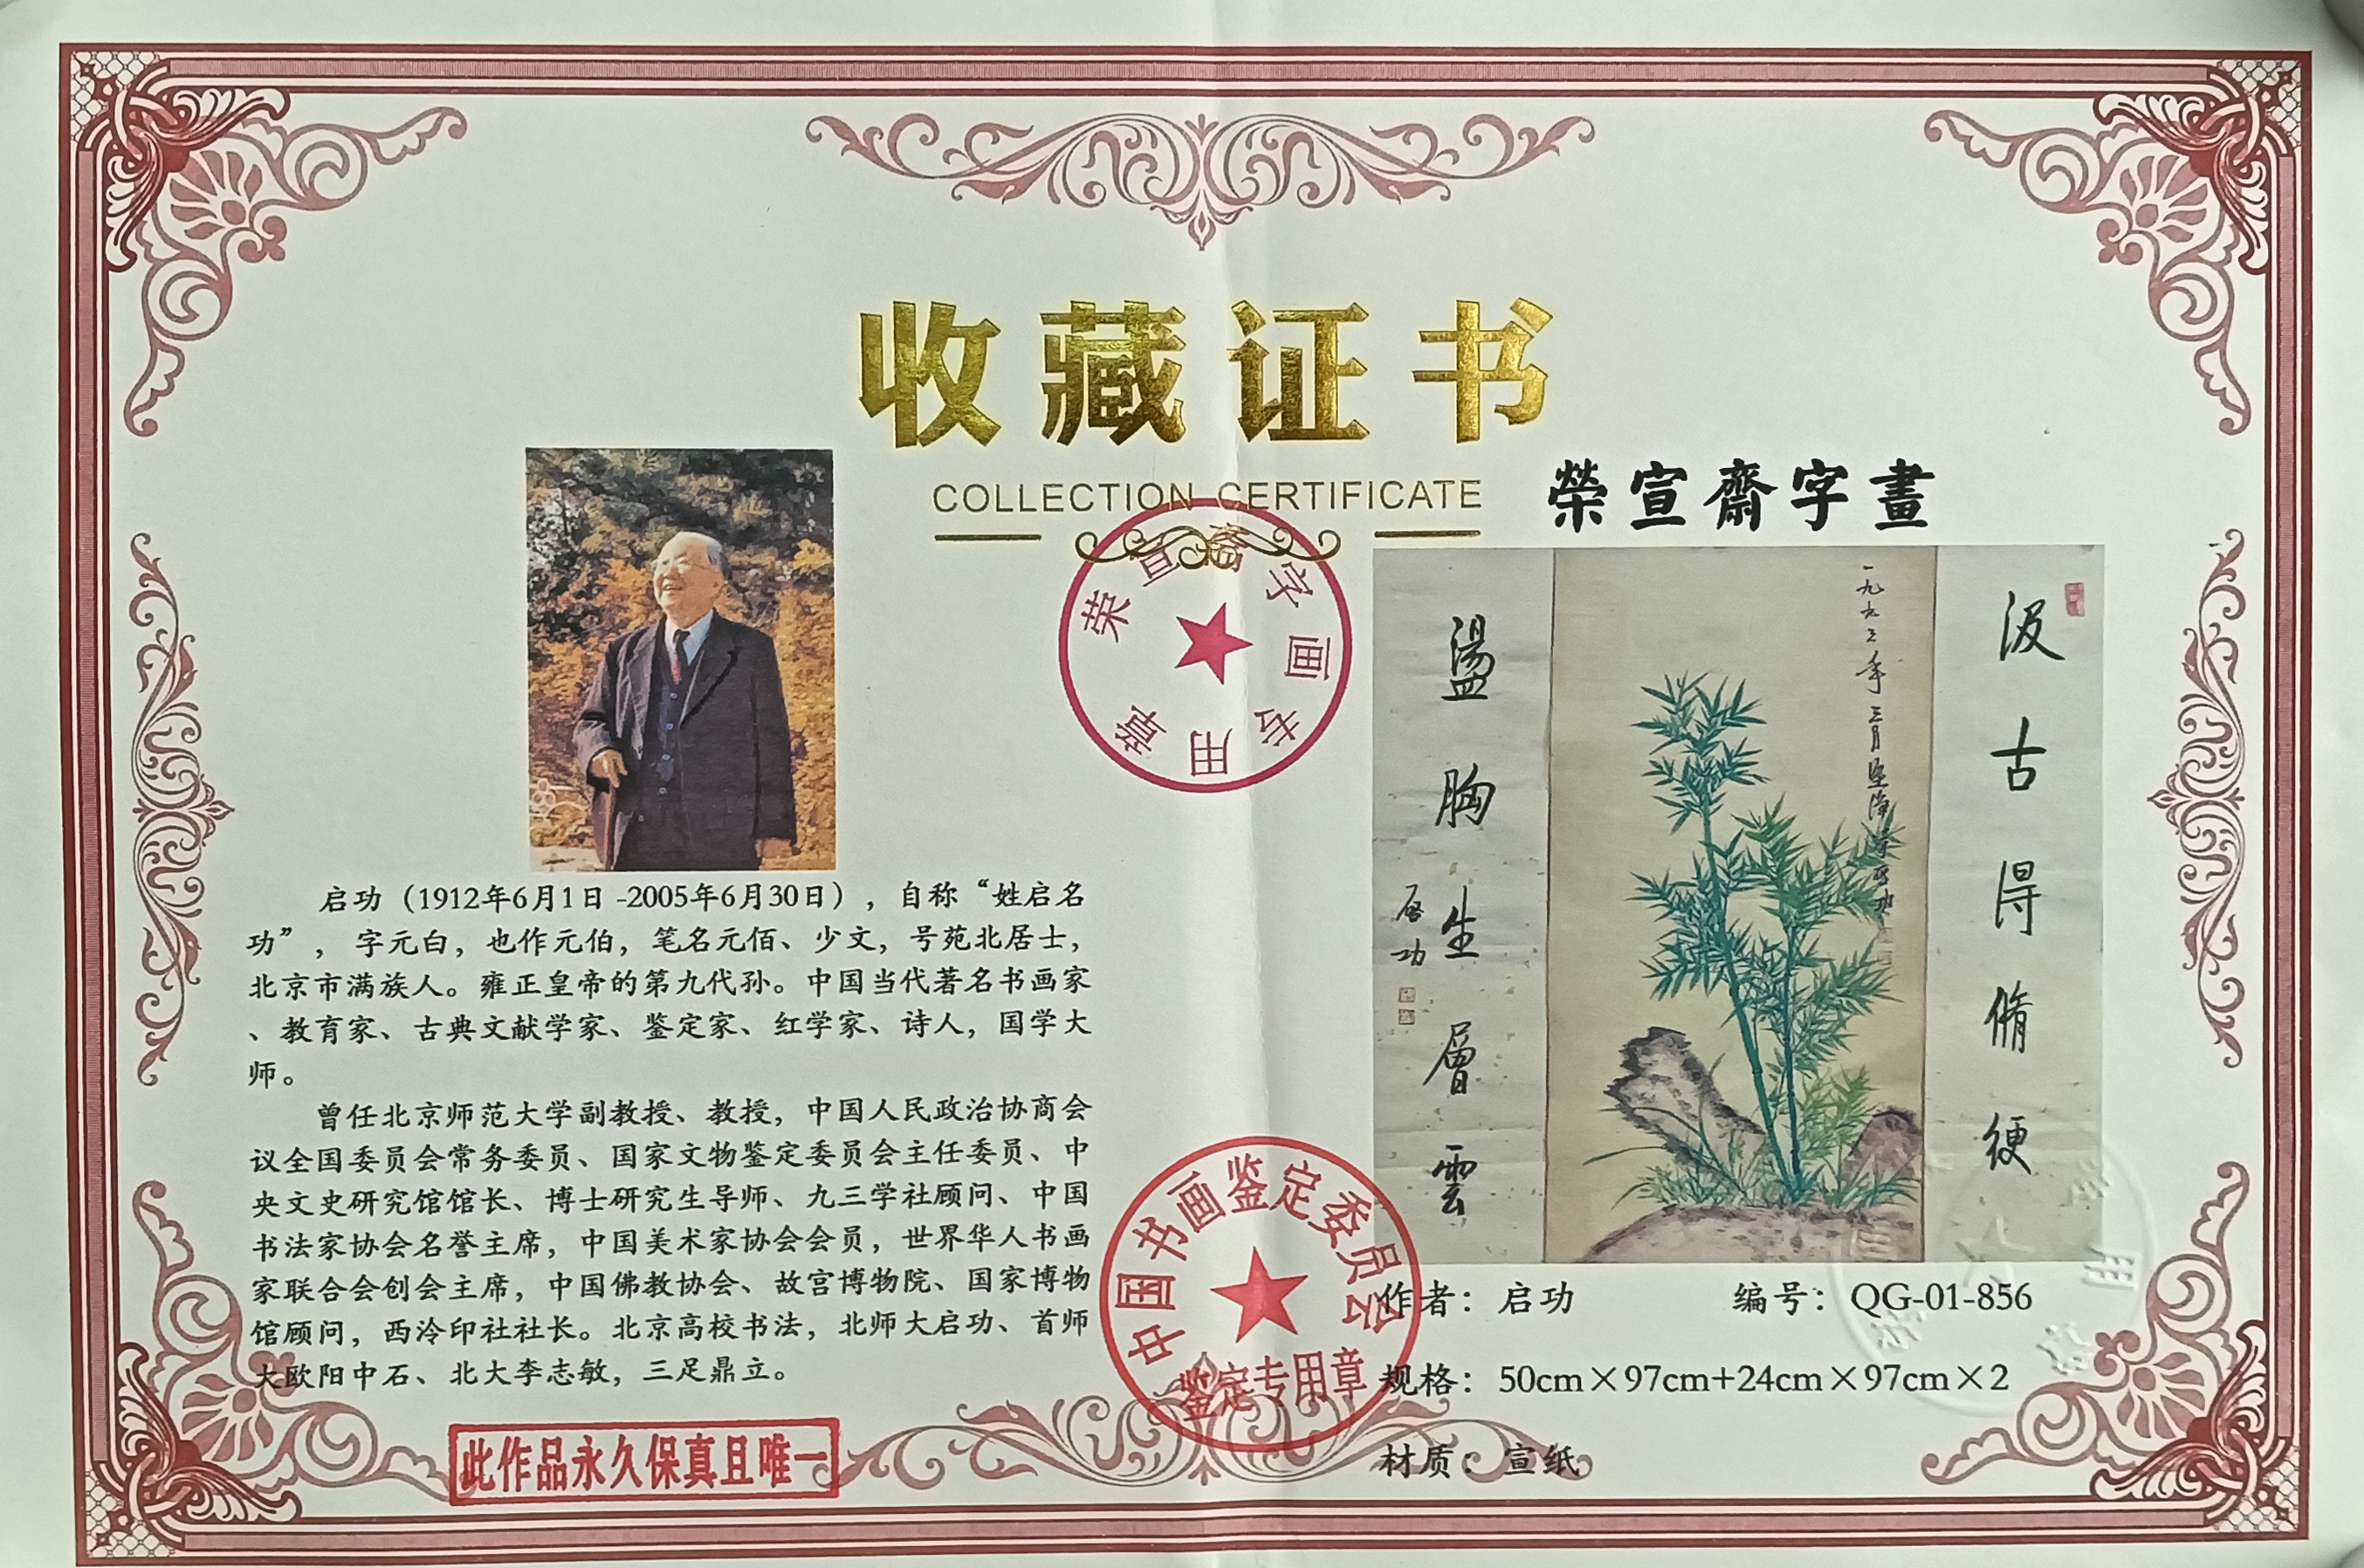 收藏证书
COLLECTION CERTIFICATE
榮宣齋字畫
荣宣斋字画专用章
启功（1912年6月1日 -2005年6月30日），自称“姓启名
功”，字元白，也作元伯，笔名元佰、少文，号苑北居士，
北京市满族人。雍正皇帝的第九代孙。中国当代著名书画家
、教育家、古典文献学家、鉴定家、红学家、诗人，国学大
师。
曾任北京师范大学副教授、教授，中国人民政治协商会
议全国委员会常务委员、国家文物鉴定委员会主任委员、中
央文史研究馆馆长、博士研究生导师、九三学社顾问、中国
书法家协会名誉主席，中国美术家协会会员，世界华人书画
家联合会创会主席，中国佛教协会、故宫博物院、国家博物
馆顾问，西泠印社社长。北京高校书法，北师大启功、首师
大欧阳中石、北大李志敏，三足鼎立。
此作品永久保真且唯一
汲古得脩綆
一九九三年三月
启功
盪胸生層雲
启功
中国书画鉴定委员会
鉴定专用章
作者：启功
编号：QG-01-856
规格：50cm×97cm+24cm×97cm×2
材质：宣纸